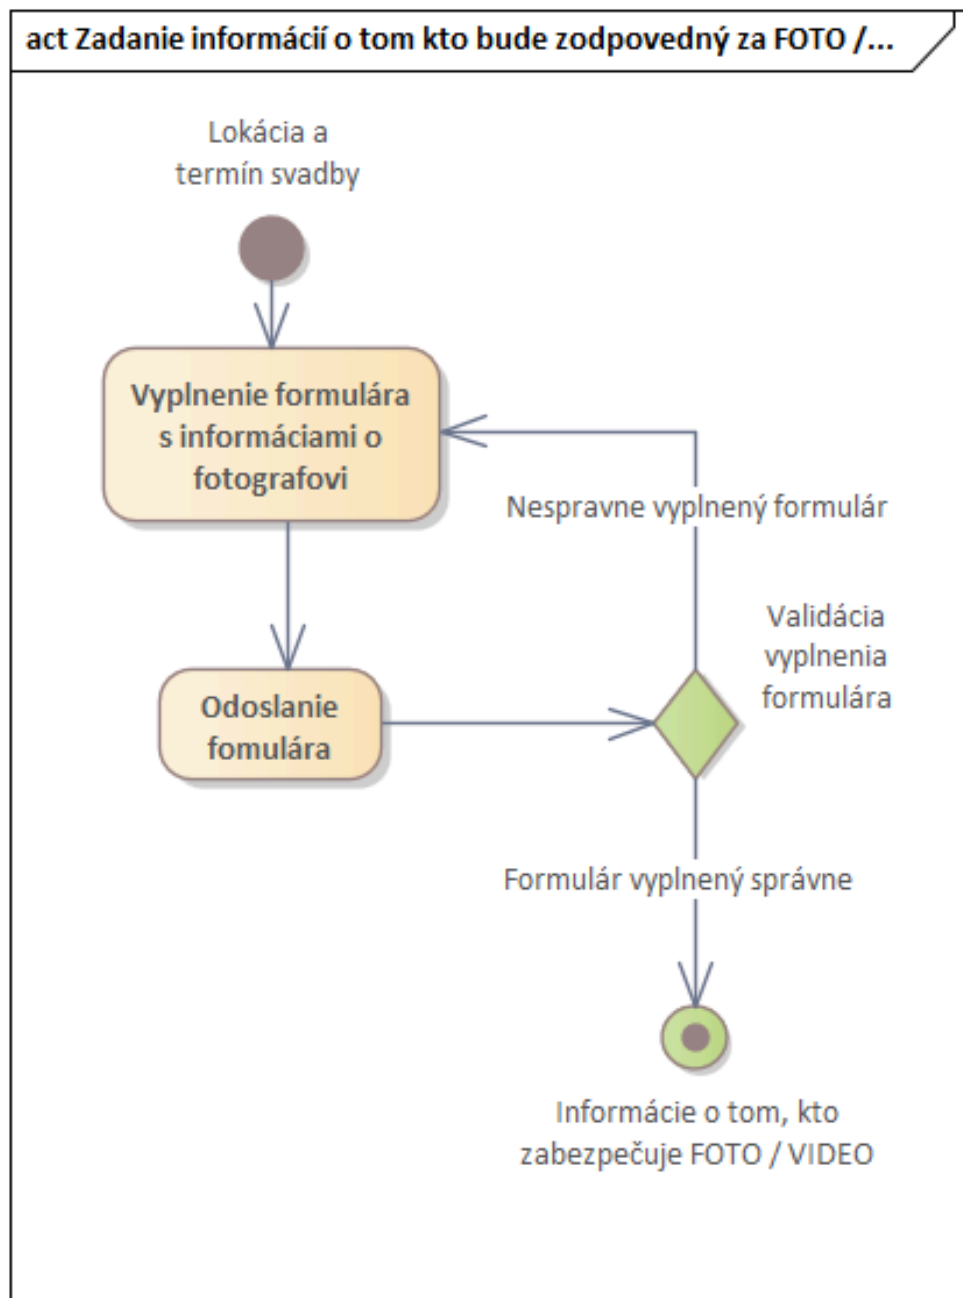 act Zadanie informácií o tom kto bude zodpovedný za FOTO /...
Lokácia a
termín svadby
Vyplnenie formulára
s informáciami o
fotografovi
Nespravne vyplnený formulár
Validácia
vyplnenia
formulára
Odoslanie
fomulára
Formulár vyplnený správne
Informácie o tom, kto
zabezpečuje FOTO / VIDEO